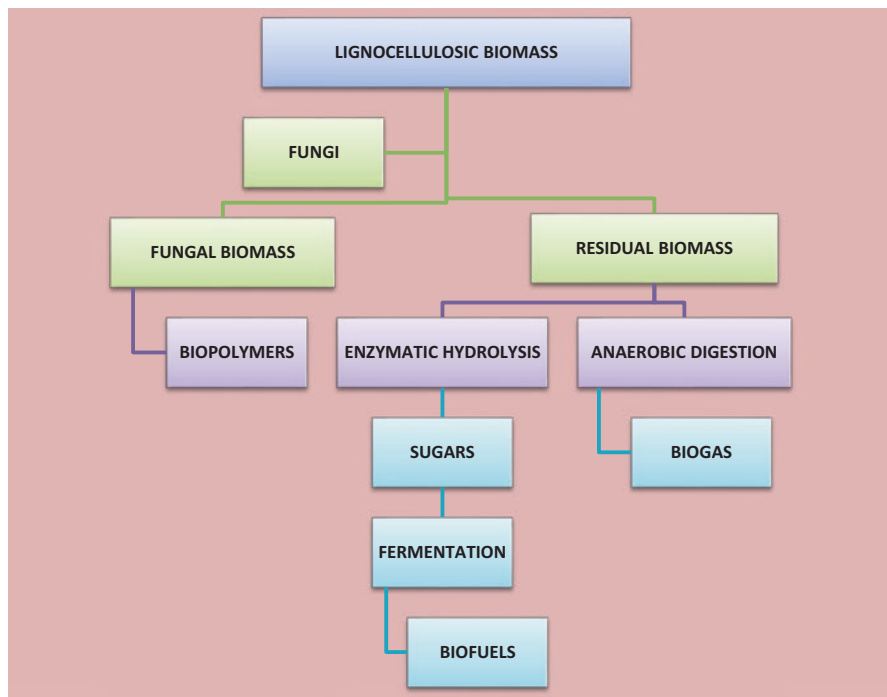 LIGNOCELLULOSIC BIOMASS
FUNGI
FUNGAL BIOMASS
RESIDUAL BIOMASS
BIOPOLYMERS
ENZYMATIC HYDROLYSIS
ANAEROBIC DIGESTION
SUGARS
BIOGAS
FERMENTATION
BIOFUELS